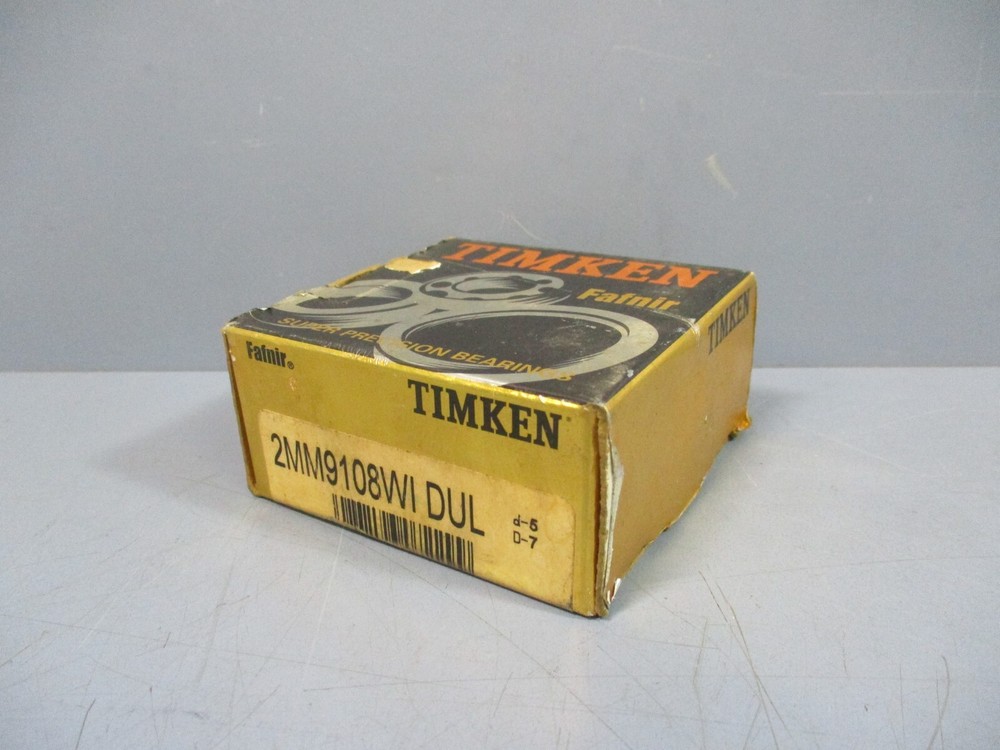 TIMKEN
Fafnir
SUPER PRECISION BEARINGS
TIMKEN
Fafnir®
TIMKEN
2MM9108WI DUL
d-5
D-7